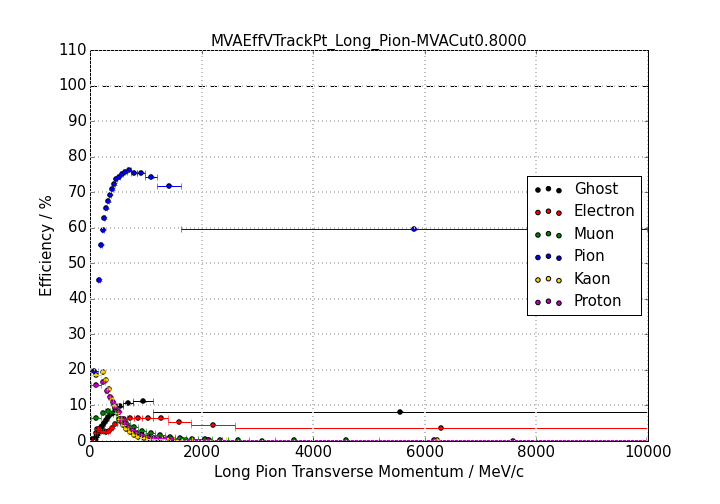 MVAEffVTrackPt_Long_Pion-MVACut0.8000
110
100
90
80
70
60
50
40
30
20
10
0
Efficiency / %
Ghost
Electron
Muon
Pion
Kaon
Proton
0 2000 4000 6000 8000 10000
Long Pion Transverse Momentum / MeV/c